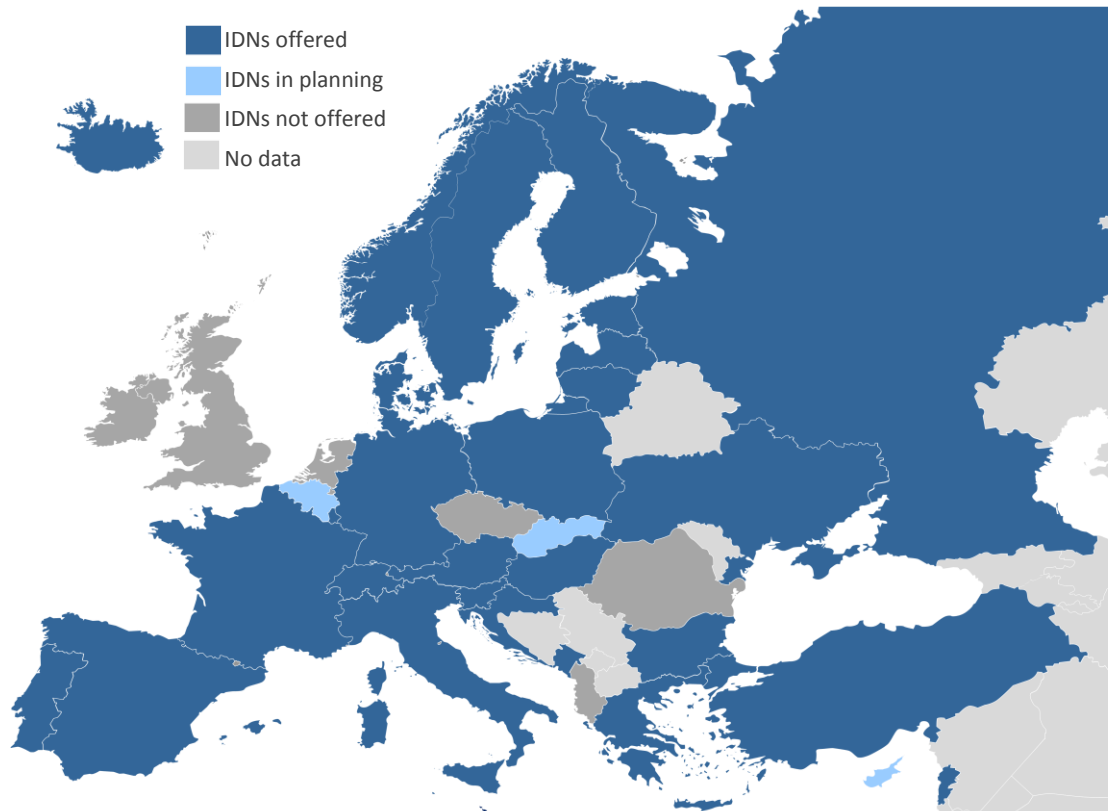 IDNs offered
IDNs in planning
IDNs not offered
No data